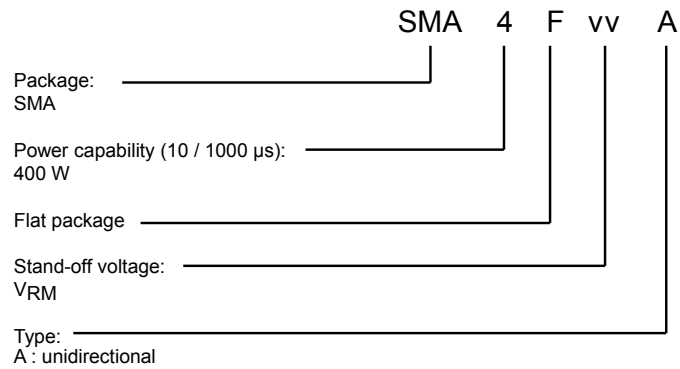 SMA 4 F vv A
Package:
SMA
Power capability (10 / 1000 μs):
400 W
Flat package
Stand-off voltage:
VRM
Type:
A : unidirectional